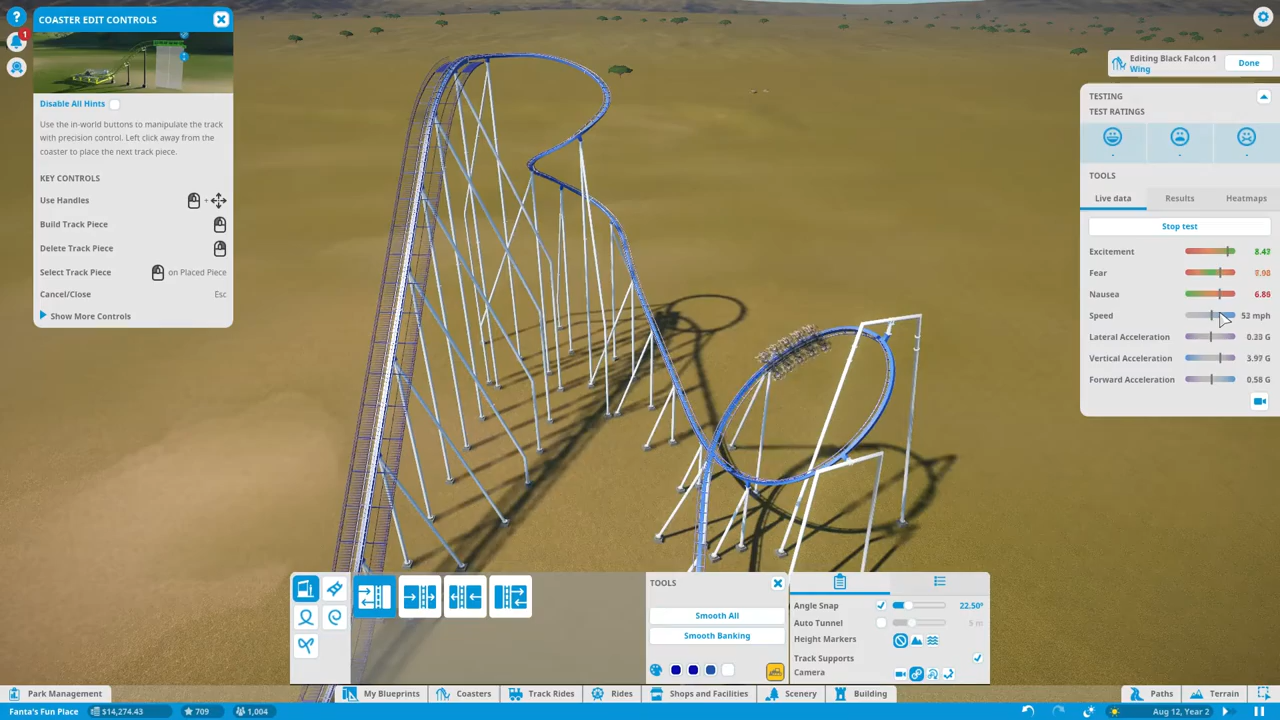 COASTER EDIT CONTROLS
Disable All Hints
Use the in-world buttons to manipulate the track
with precision control. Left click away from the
coaster to place the next track piece.
KEY CONTROLS
Use Handles +
Build Track Piece
Delete Track Piece
Select Track Piece on Placed Piece
Cancel/Close Esc
Show More Controls
?
1
Editing Black Falcon 1
Wing
Done
TESTING
TEST RATINGS
- - -
TOOLS
Live data Results Heatmaps
Stop test
Excitement 8.43
Fear 7.98
Nausea 6.86
Speed 53 mph
Lateral Acceleration 0.33 G
Vertical Acceleration 3.97 G
Forward Acceleration 0.58 G
TOOLS
Smooth All
Smooth Banking
Angle Snap 22.50°
Auto Tunnel 5 m
Height Markers
Track Supports
Camera
Park Management My Blueprints Coasters Track Rides Rides Shops and Facilities Scenery Building Paths Terrain
Fanta's Fun Place $14,274.43 709 1,004 Aug 12, Year 2